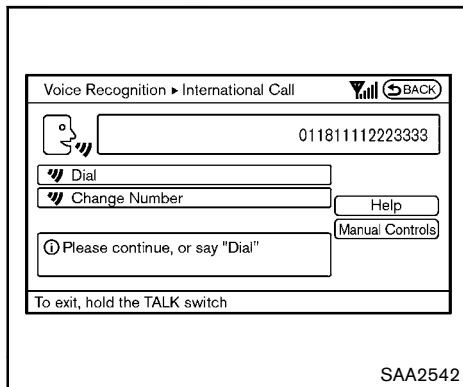 Voice Recognition ▸ International Call
BACK
011811112223333
Dial
Change Number
Help
Manual Controls
Please continue, or say "Dial"
To exit, hold the TALK switch
SAA2542